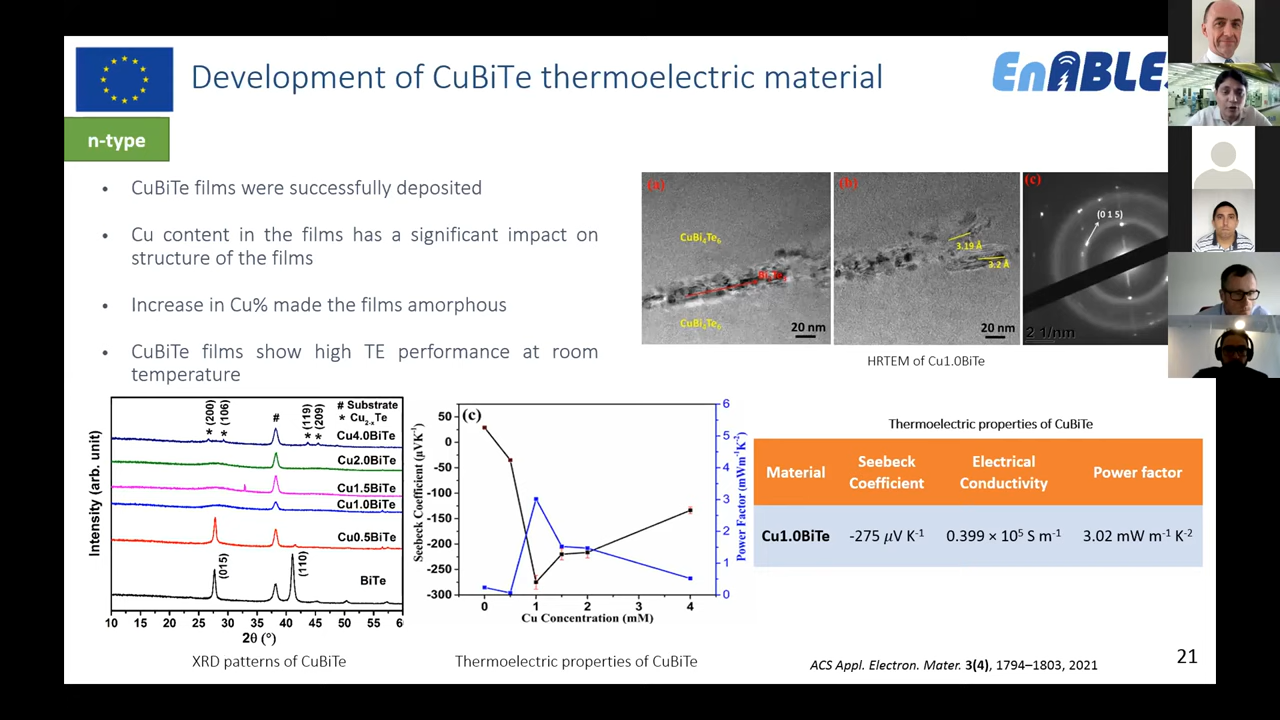 Development of CuBiTe thermoelectric material
EnABLES
n-type
• CuBiTe films were successfully deposited
• Cu content in the films has a significant impact on
structure of the films
• Increase in Cu% made the films amorphous
• CuBiTe films show high TE performance at room
temperature
(a)
CuBi₄Te₆
CuBi₄Te₆
20 nm
(b)
3.19 Å
3.2 Å
20 nm
(c)
(0 1 5)
2 1/nm
HRTEM of Cu1.0BiTe
Intensity (arb. unit)
* (200)
* (106)
#
* (119)
* (209)
# Substrate
* Cu₂₋ₓTe
Cu4.0BiTe
Cu2.0BiTe
Cu1.5BiTe
Cu1.0BiTe
Cu0.5BiTe
(015)
(110)
BiTe
10 15 20 25 30 35 40 45 50 55 6
2θ (°)
XRD patterns of CuBiTe
(c)
Seebeck Coefficient (µVK⁻¹)
50
0
-50
-100
-150
-200
-250
-300
0 1 2 4
Cu Concentration (mM)
6
5
4
3
2
1
0
Power Factor (mWm⁻¹K⁻²)
Thermoelectric properties of CuBiTe
Thermoelectric properties of CuBiTe
Material Seebeck Coefficient Electrical Conductivity Power factor
Cu1.0BiTe -275 µV K⁻¹ 0.399 × 10⁵ S m⁻¹ 3.02 mW m⁻¹ K⁻²
ACS Appl. Electron. Mater. 3(4), 1794–1803, 2021
21